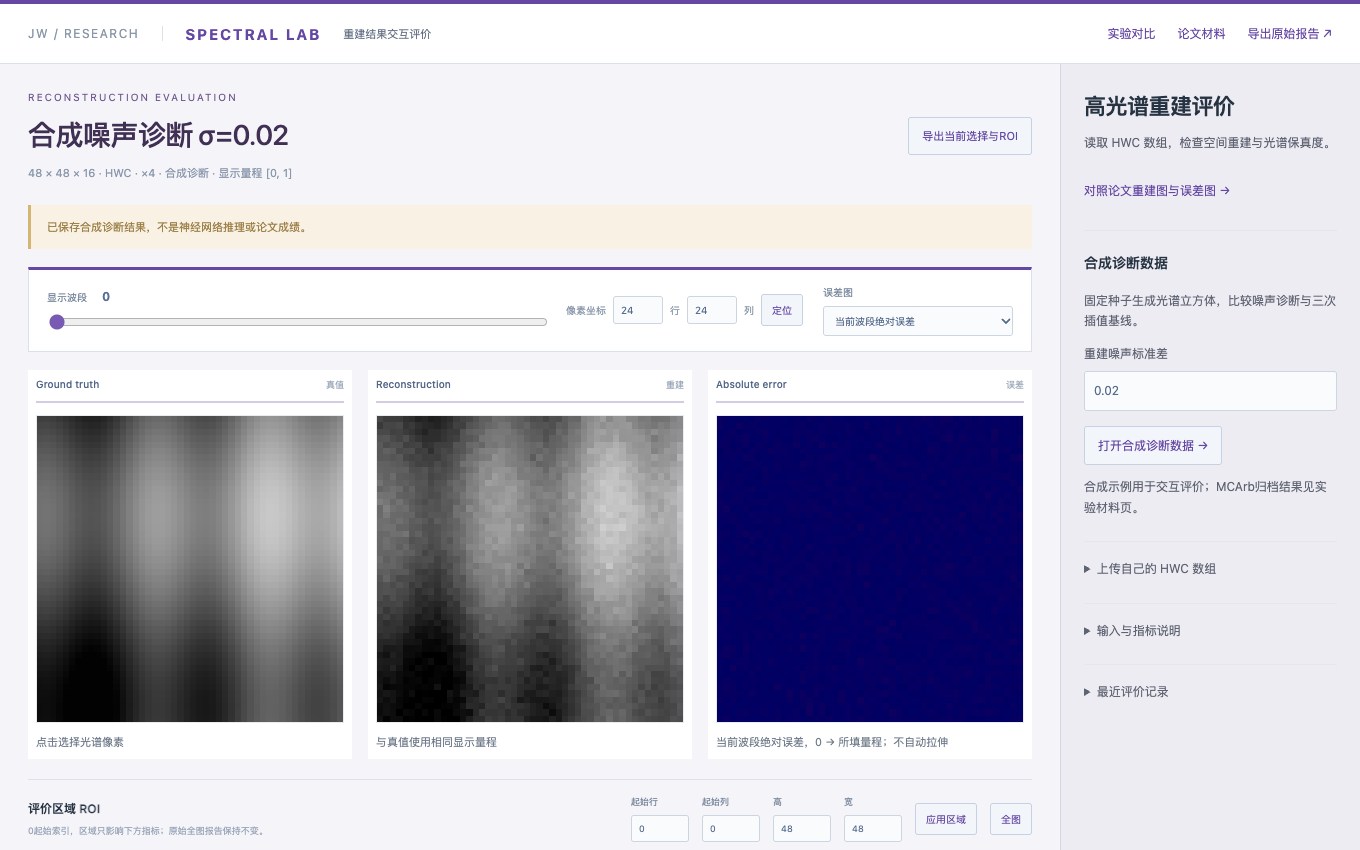 JW / RESEARCH
SPECTRAL LAB
重建结果交互评价
实验对比
论文材料
导出原始报告 ↗
RECONSTRUCTION EVALUATION
合成噪声诊断 σ=0.02
导出当前选择与ROI
48 × 48 × 16 · HWC · ×4 · 合成诊断 · 显示量程 [0, 1]
已保存合成诊断结果，不是神经网络推理或论文成绩。
显示波段 0
像素坐标 24 行 24 列 定位
误差图
当前波段绝对误差
Ground truth 真值
Reconstruction 重建
Absolute error 误差
点击选择光谱像素
与真值使用相同显示量程
当前波段绝对误差，0 → 所填量程；不自动拉伸
评价区域 ROI
0起始索引，区域只影响下方指标；原始全图报告保持不变。
起始行 起始列 高 宽
0 0 48 48 应用区域 全图
高光谱重建评价
读取 HWC 数组，检查空间重建与光谱保真度。
对照论文重建图与误差图 →
合成诊断数据
固定种子生成光谱立方体，比较噪声诊断与三次
插值基线。
重建噪声标准差
0.02
打开合成诊断数据 →
合成示例用于交互评价；MCArb归档结果见实
验材料页。
上传自己的 HWC 数组
输入与指标说明
最近评价记录